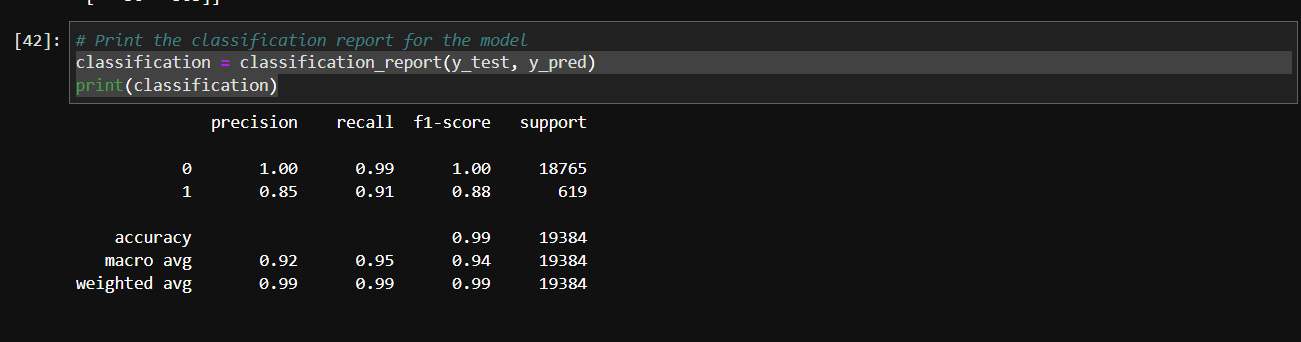 [42]: # Print the classification report for the model
classification = classification_report(y_test, y_pred)
print(classification)
precision recall f1-score support
0 1.00 0.99 1.00 18765
1 0.85 0.91 0.88 619
accuracy 0.99 19384
macro avg 0.92 0.95 0.94 19384
weighted avg 0.99 0.99 0.99 19384